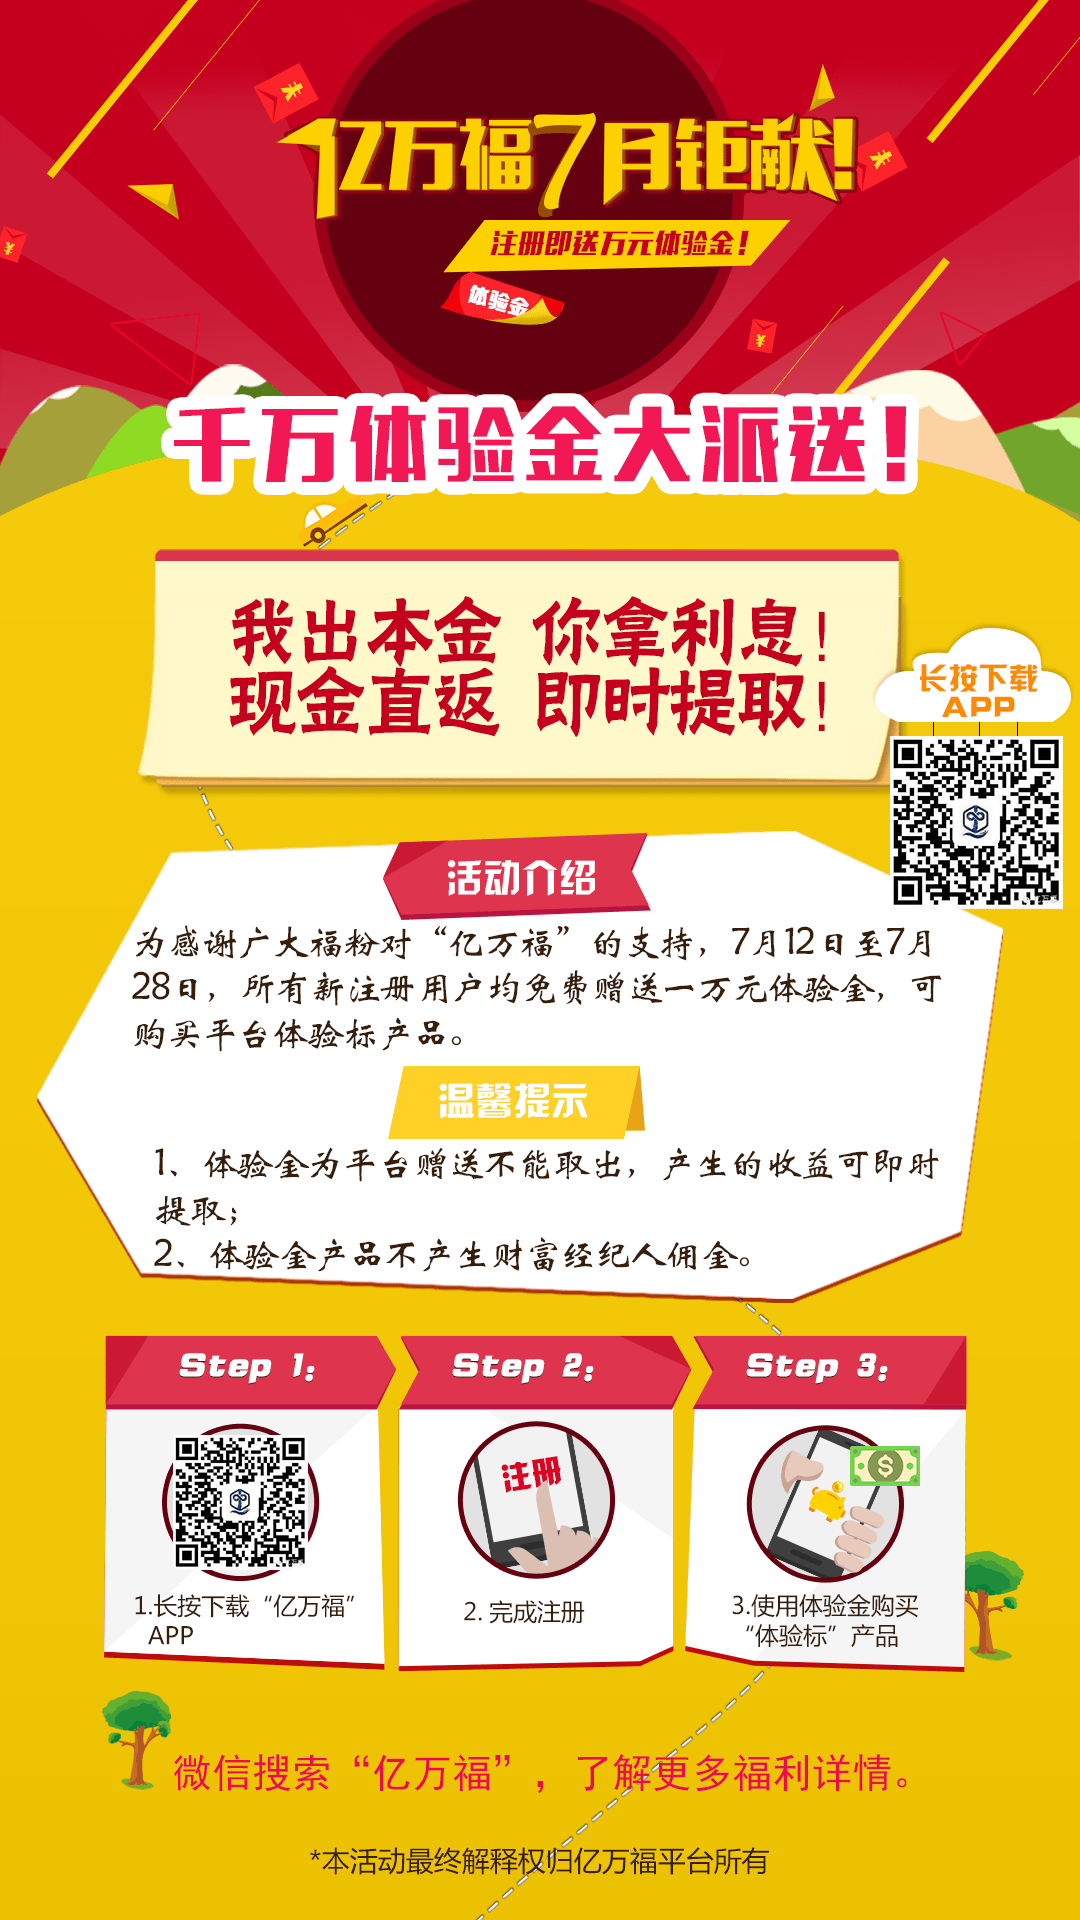 亿万福7月钜献!
注册即送万元体验金!
体验金
千万体验金大派送!
我出本金 你拿利息!
现金直返 即时提取!
长按下载
APP
活动介绍
为感谢广大福粉对“亿万福”的支持，7月12日至7月
28日，所有新注册用户均免费赠送一万元体验金，可
购买平台体验标产品。
温馨提示
1、体验金为平台赠送不能取出，产生的收益可即时
提取；
2、体验金产品不产生财富经纪人佣金。
Step 1:
Step 2:
Step 3:
注册
1.长按下载“亿万福”
APP
2. 完成注册
3.使用体验金购买
“体验标”产品
微信搜索“亿万福”，了解更多福利详情。
*本活动最终解释权归亿万福平台所有